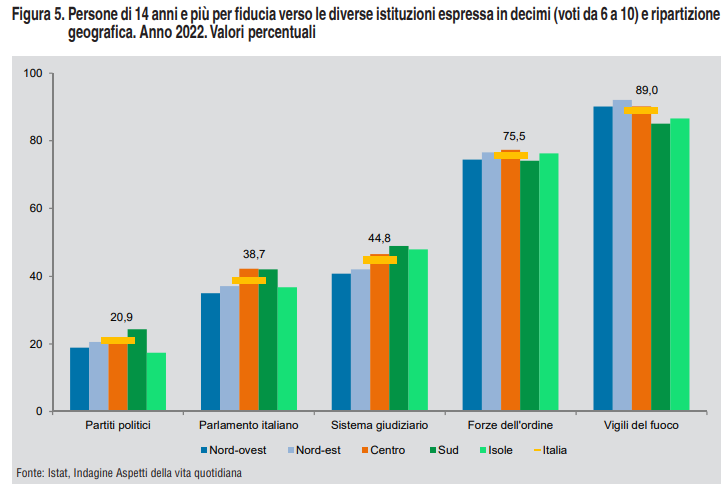 Figura 5. Persone di 14 anni e più per fiducia verso le diverse istituzioni espressa in decimi (voti da 6 a 10) e ripartizione
geografica. Anno 2022. Valori percentuali
100
80
60
40
20
0
20,9
38,7
44,8
75,5
89,0
Partiti politici
Parlamento italiano
Sistema giudiziario
Forze dell'ordine
Vigili del fuoco
Nord-ovest Nord-est Centro Sud Isole Italia
Fonte: Istat, Indagine Aspetti della vita quotidiana